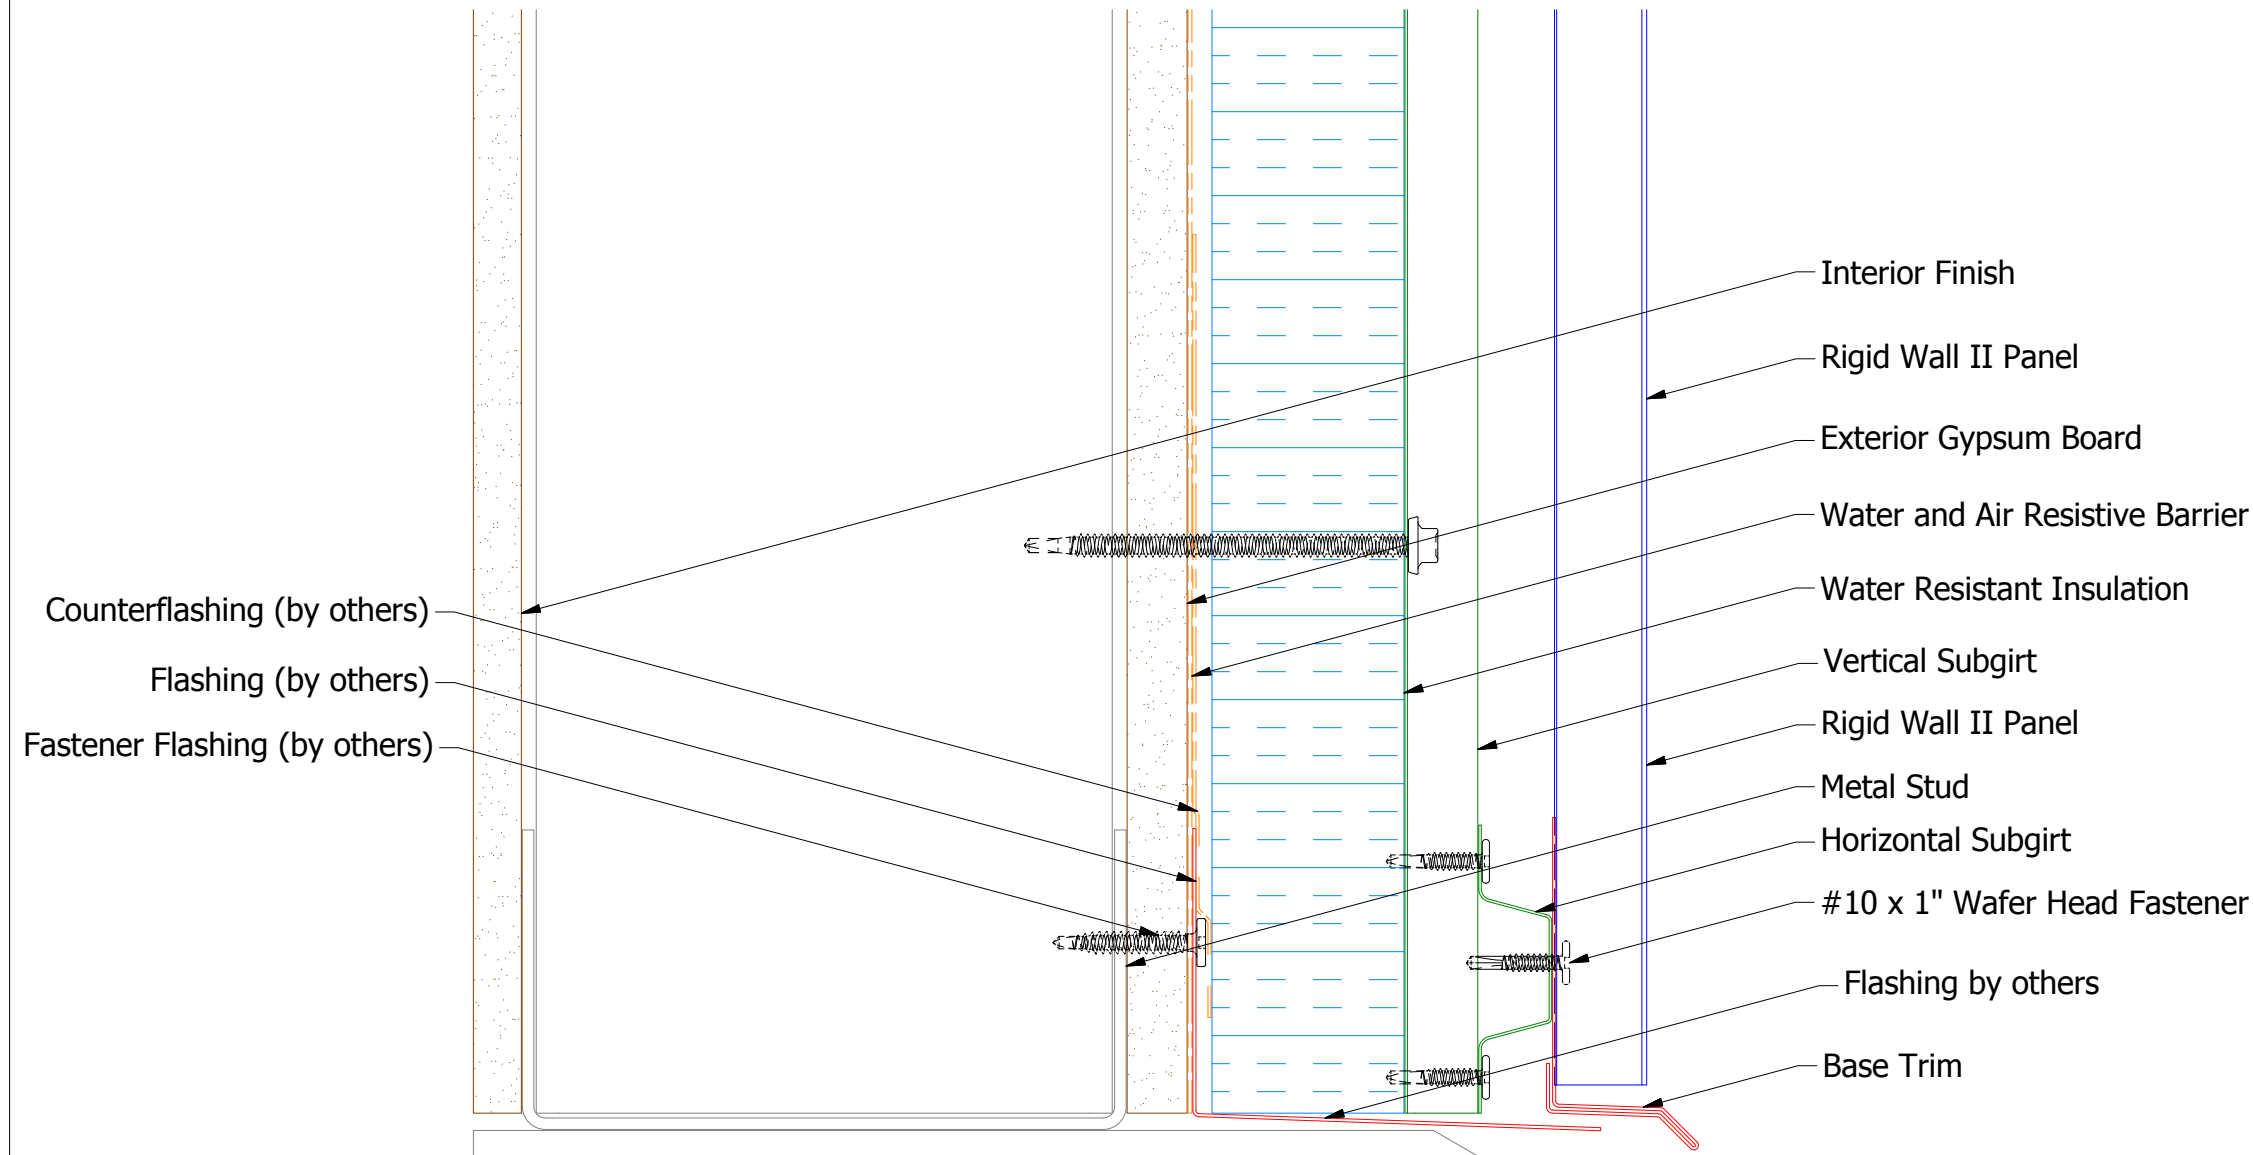 Interior Finish
Rigid Wall II Panel
Exterior Gypsum Board
Water and Air Resistive Barrier
Water Resistant Insulation
Counterflashing (by others)
Vertical Subgirt
Flashing (by others)
Rigid Wall II Panel
Fastener Flashing (by others)
Metal Stud
Horizontal Subgirt
#10 x 1" Wafer Head Fastener
Flashing by others
Base Trim